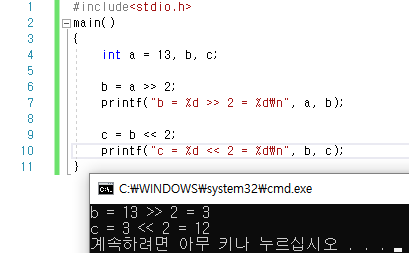 1 #include<stdio.h>
2 main()
3 {
4 int a = 13, b, c;
5
6 b = a >> 2;
7 printf("b = %d >> 2 = %d₩n", a, b);
8
9 c = b << 2;
10 printf("c = %d << 2 = %d₩n", b, c);
11 }
C:₩WINDOWS₩system32₩cmd.exe
b = 13 >> 2 = 3
c = 3 << 2 = 12
계속하려면 아무 키나 누르십시오 . . .